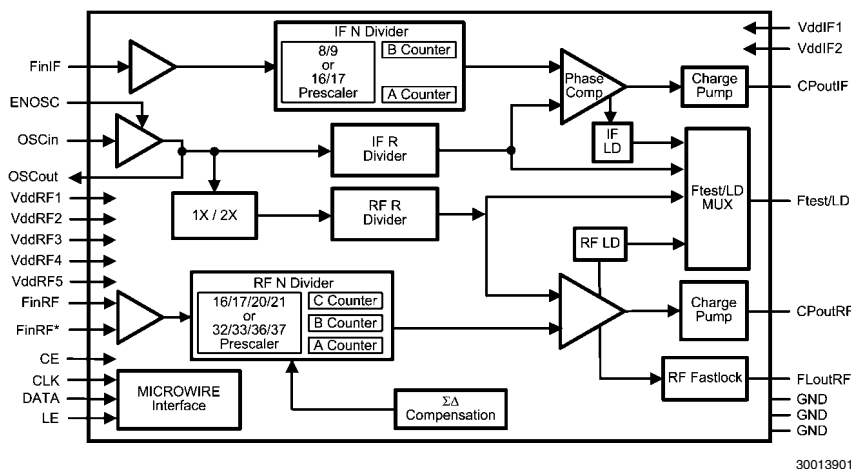 IF N Divider
8/9
or
16/17
Prescaler
B Counter
A Counter
FinIF
ENOSC
OSCin
OSCout
VddRF1
VddRF2
VddRF3
VddRF4
VddRF5
FinRF
FinRF*
CE
CLK
DATA
LE
Phase
Comp
Charge
Pump
IF
LD
IF R
Divider
1X / 2X
RF R
Divider
Ftest/LD
MUX
RF LD
RF N Divider
16/17/20/21
or
32/33/36/37
Prescaler
C Counter
B Counter
A Counter
Charge
Pump
RF Fastlock
MICROWIRE
Interface
ΣΔ
Compensation
VddIF1
VddIF2
CPoutIF
Ftest/LD
CPoutRF
FLoutRF
GND
GND
GND
30013901